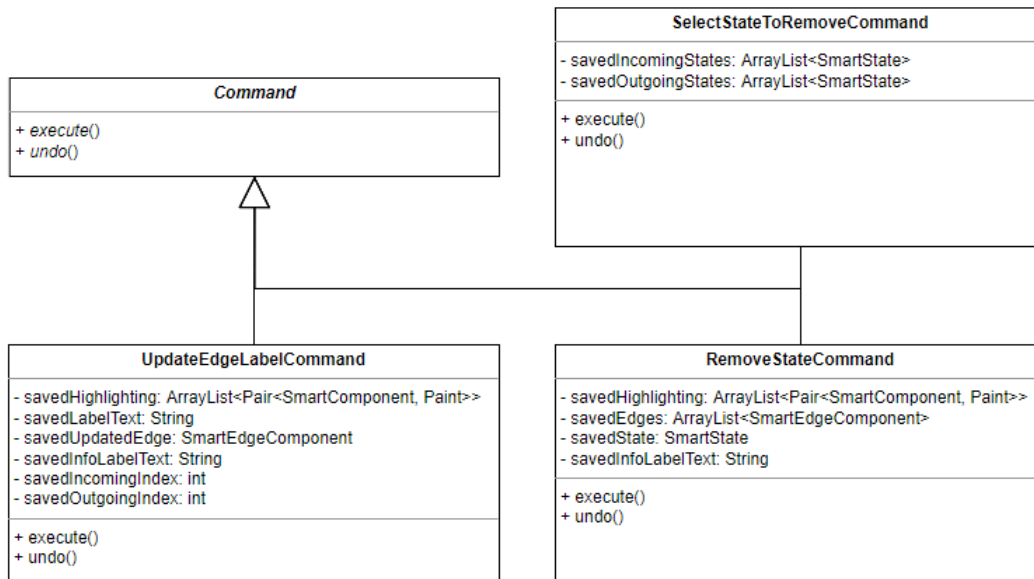 SelectStateToRemoveCommand
- savedIncomingStates: ArrayList<SmartState>
- savedOutgoingStates: ArrayList<SmartState>
+ execute()
+ undo()
Command
+ execute()
+ undo()
UpdateEdgeLabelCommand
- savedHighlighting: ArrayList<Pair<SmartComponent, Paint>>
- savedLabelText: String
- savedUpdatedEdge: SmartEdgeComponent
- savedInfoLabelText: String
- savedIncomingIndex: int
- savedOutgoingIndex: int
+ execute()
+ undo()
RemoveStateCommand
- savedHighlighting: ArrayList<Pair<SmartComponent, Paint>>
- savedEdges: ArrayList<SmartEdgeComponent>
- savedState: SmartState
- savedInfoLabelText: String
+ execute()
+ undo()